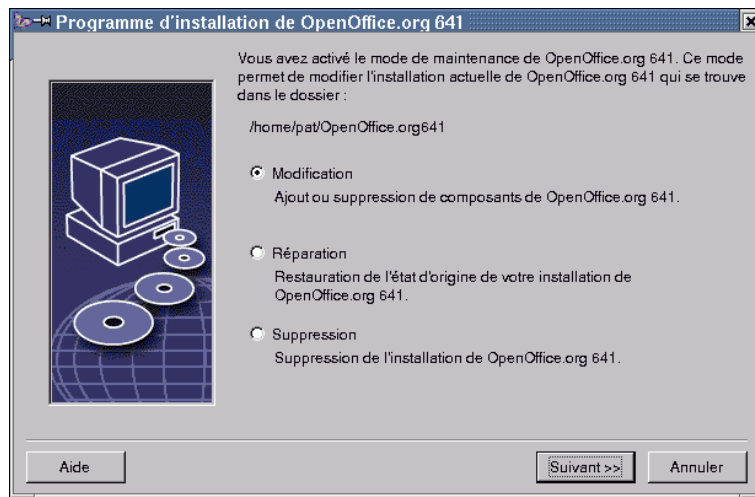 Programme d'installation de OpenOffice.org 641
Vous avez activé le mode de maintenance de OpenOffice.org 641. Ce mode
permet de modifier l'installation actuelle de OpenOffice.org 641 qui se trouve
dans le dossier :
/home/pat/OpenOffice.org641
Modification
Ajout ou suppression de composants de OpenOffice.org 641.
Réparation
Restauration de l'état d'origine de votre installation de
OpenOffice.org 641.
Suppression
Suppression de l'installation de OpenOffice.org 641.
Aide
Suivant >>
Annuler